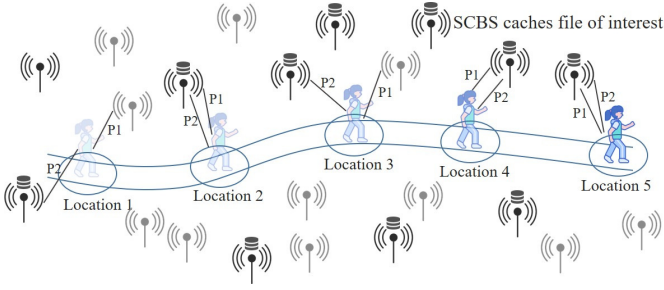 SCBS caches file of interest
P1
P2
Location 1
P1
P2
Location 2
P2
P1
Location 3
P1
P2
Location 4
P2
P1
Location 5